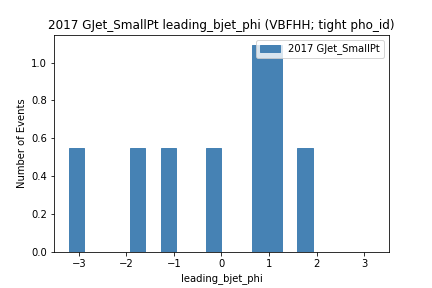 2017 GJet_SmallPt leading_bjet_phi (VBFHH; tight pho_id)
2017 GJet_SmallPt
Number of Events
1.0
0.8
0.6
0.4
0.2
0.0
−3 −2 −1 0 1 2 3
leading_bjet_phi